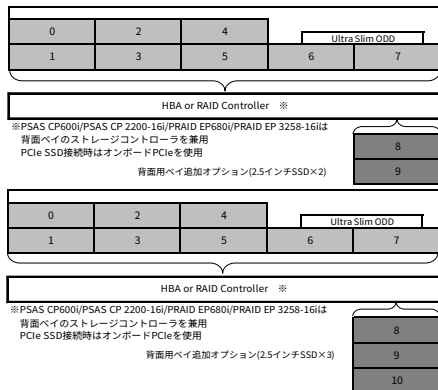 0 2 4
Ultra Slim ODD
1 3 5 6 7
HBA or RAID Controller ※
※PSAS CP600i/PSAS CP 2200-16i/PRAID EP680i/PRAID EP 3258-16iは
背面ベイのストレージコントローラを兼用
PCIe SSD接続時はオンボードPCIeを使用
8
背面用ベイ追加オプション(2.5インチSSD×2)
9
0 2 4
Ultra Slim ODD
1 3 5 6 7
HBA or RAID Controller ※
※PSAS CP600i/PSAS CP 2200-16i/PRAID EP680i/PRAID EP 3258-16iは
背面ベイのストレージコントローラを兼用
PCIe SSD接続時はオンボードPCIeを使用
8
背面用ベイ追加オプション(2.5インチSSD×3)
9
10